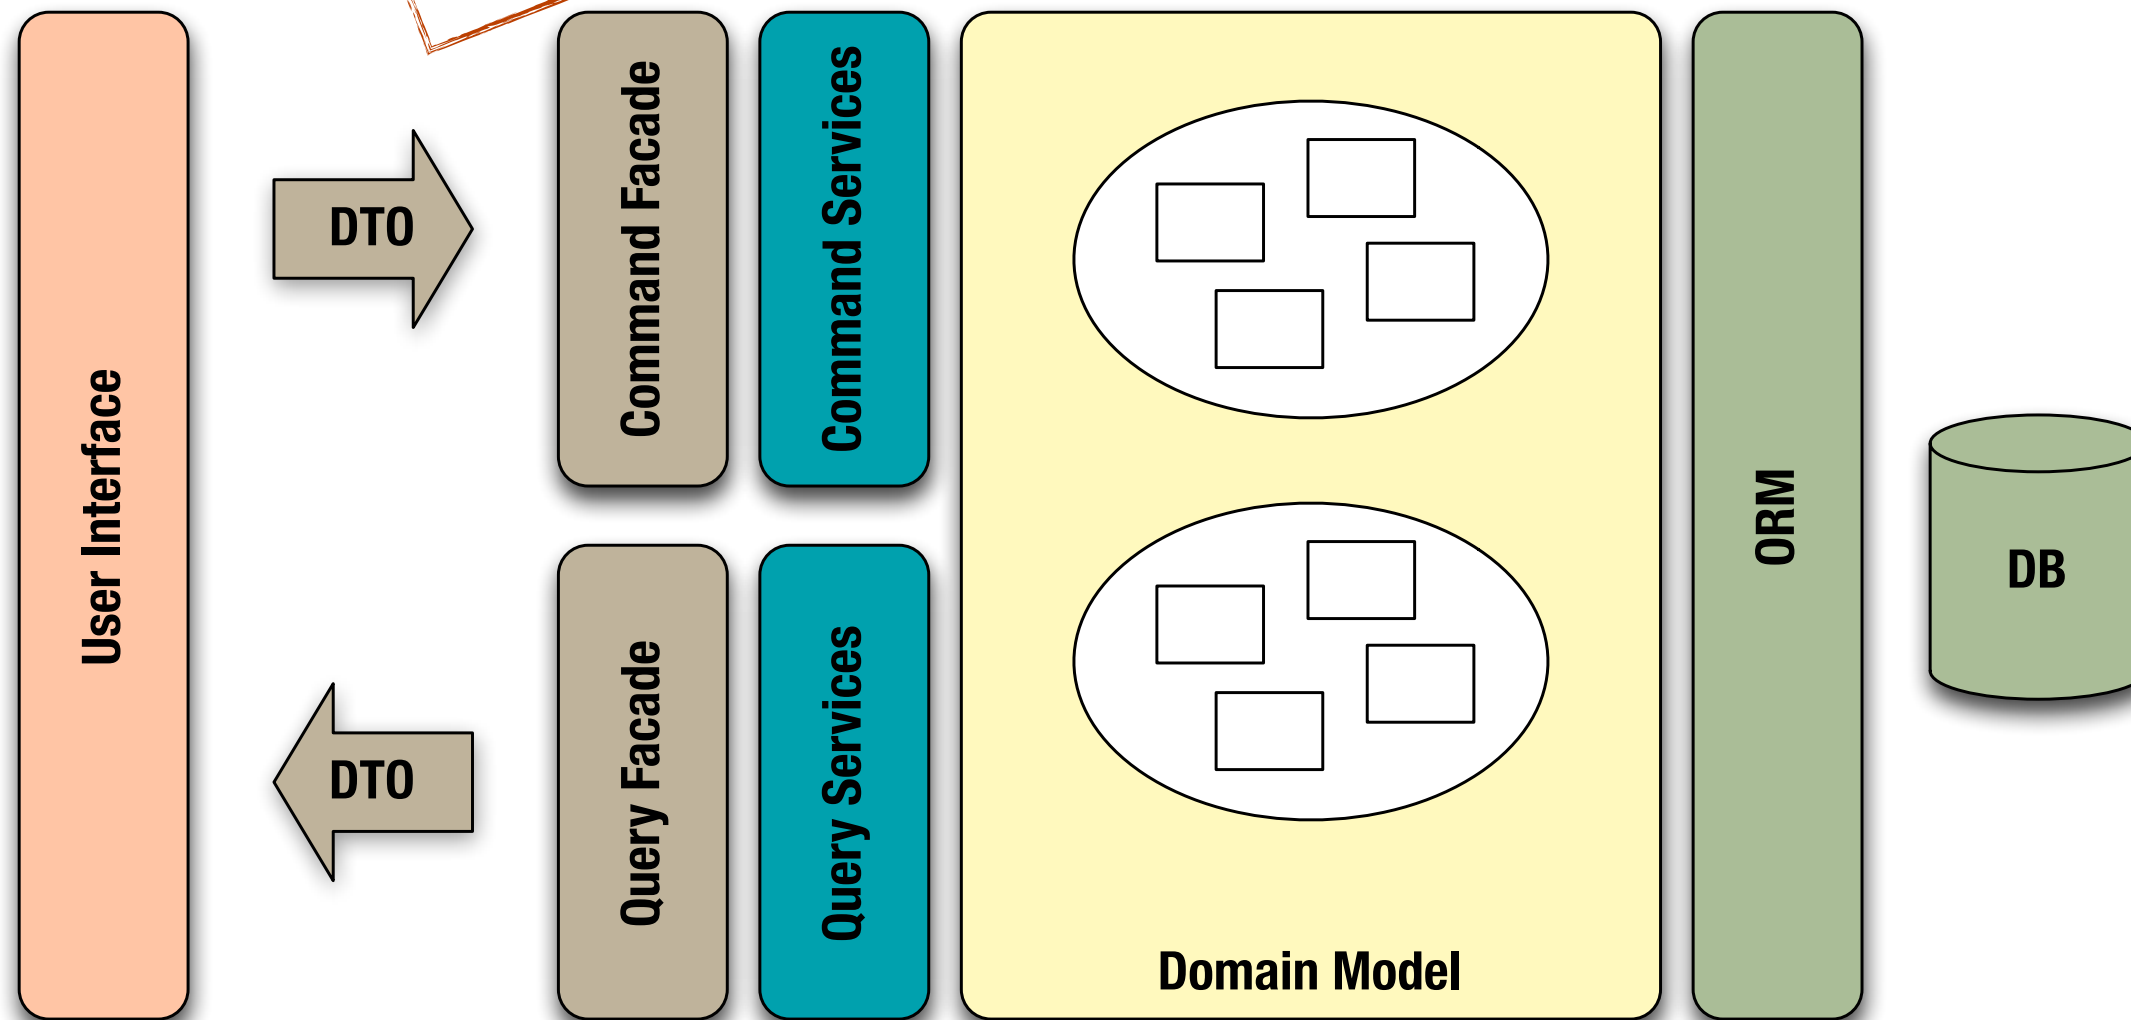 User Interface
DTO
DTO
Command Facade
Command Services
Query Facade
Query Services
Domain Model
ORM
DB